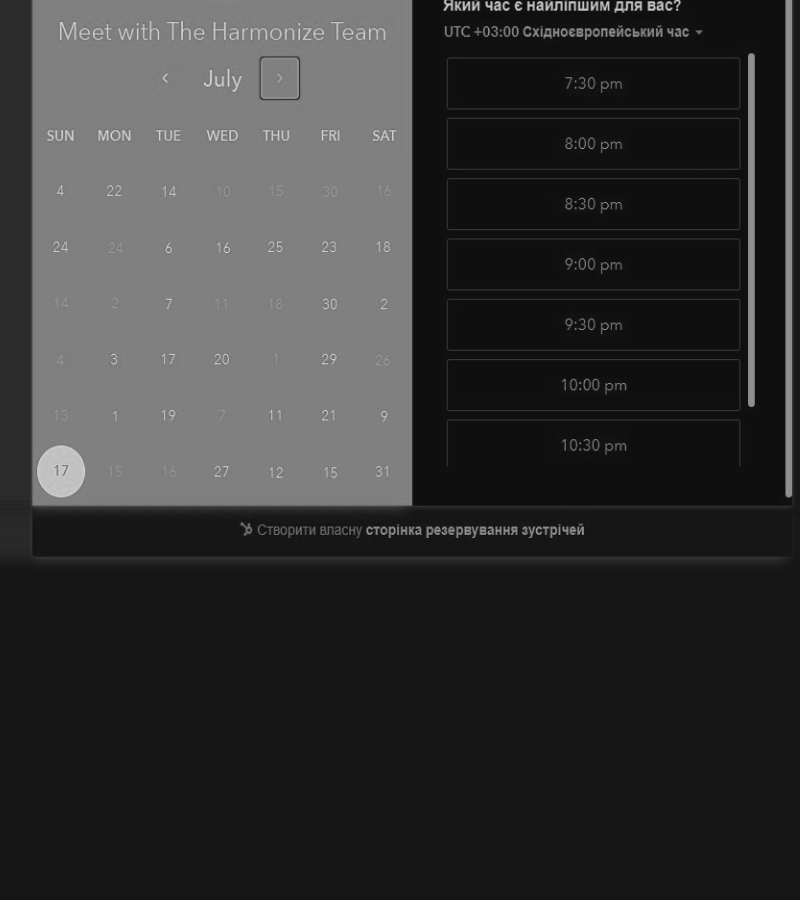 Meet with The Harmonize Team
July
SUN MON TUE WED THU FRI SAT
4 22 14 10 15 30 16
24 24 6 16 25 23 18
14 2 7 11 18 30 2
4 3 17 20 1 29 26
13 1 19 7 11 21 9
17 15 16 27 12 15 31
Який час є найліпшим для вас?
UTC +03:00 Східноєвропейський час
7:30 pm
8:00 pm
8:30 pm
9:00 pm
9:30 pm
10:00 pm
10:30 pm
Створити власну сторінка резервування зустрічей